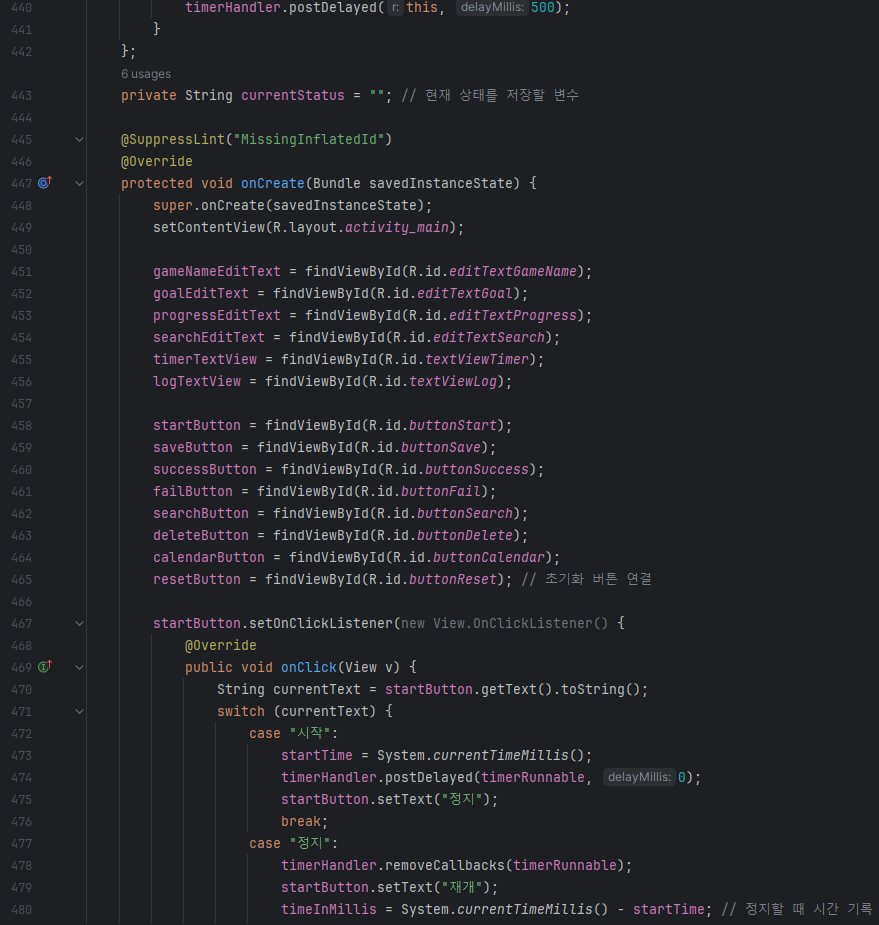 440 timerHandler.postDelayed( r: this, delayMillis: 500);
441 }
442 };
6 usages
443 private String currentStatus = ""; // 현재 상태를 저장할 변수
444
445 @SuppressLint("MissingInflatedId")
446 @Override
447 protected void onCreate(Bundle savedInstanceState) {
448 super.onCreate(savedInstanceState);
449 setContentView(R.layout.activity_main);
450
451 gameNameEditText = findViewById(R.id.editTextGameName);
452 goalEditText = findViewById(R.id.editTextGoal);
453 progressEditText = findViewById(R.id.editTextProgress);
454 searchEditText = findViewById(R.id.editTextSearch);
455 timerTextView = findViewById(R.id.textViewTimer);
456 logTextView = findViewById(R.id.textViewLog);
457
458 startButton = findViewById(R.id.buttonStart);
459 saveButton = findViewById(R.id.buttonSave);
460 successButton = findViewById(R.id.buttonSuccess);
461 failButton = findViewById(R.id.buttonFail);
462 searchButton = findViewById(R.id.buttonSearch);
463 deleteButton = findViewById(R.id.buttonDelete);
464 calendarButton = findViewById(R.id.buttonCalendar);
465 resetButton = findViewById(R.id.buttonReset); // 초기화 버튼 연결
466
467 startButton.setOnClickListener(new View.OnClickListener() {
468 @Override
469 public void onClick(View v) {
470 String currentText = startButton.getText().toString();
471 switch (currentText) {
472 case "시작":
473 startTime = System.currentTimeMillis();
474 timerHandler.postDelayed(timerRunnable, delayMillis: 0);
475 startButton.setText("정지");
476 break;
477 case "정지":
478 timerHandler.removeCallbacks(timerRunnable);
479 startButton.setText("재개");
480 timeInMillis = System.currentTimeMillis() - startTime; // 정지할 때 시간 기록